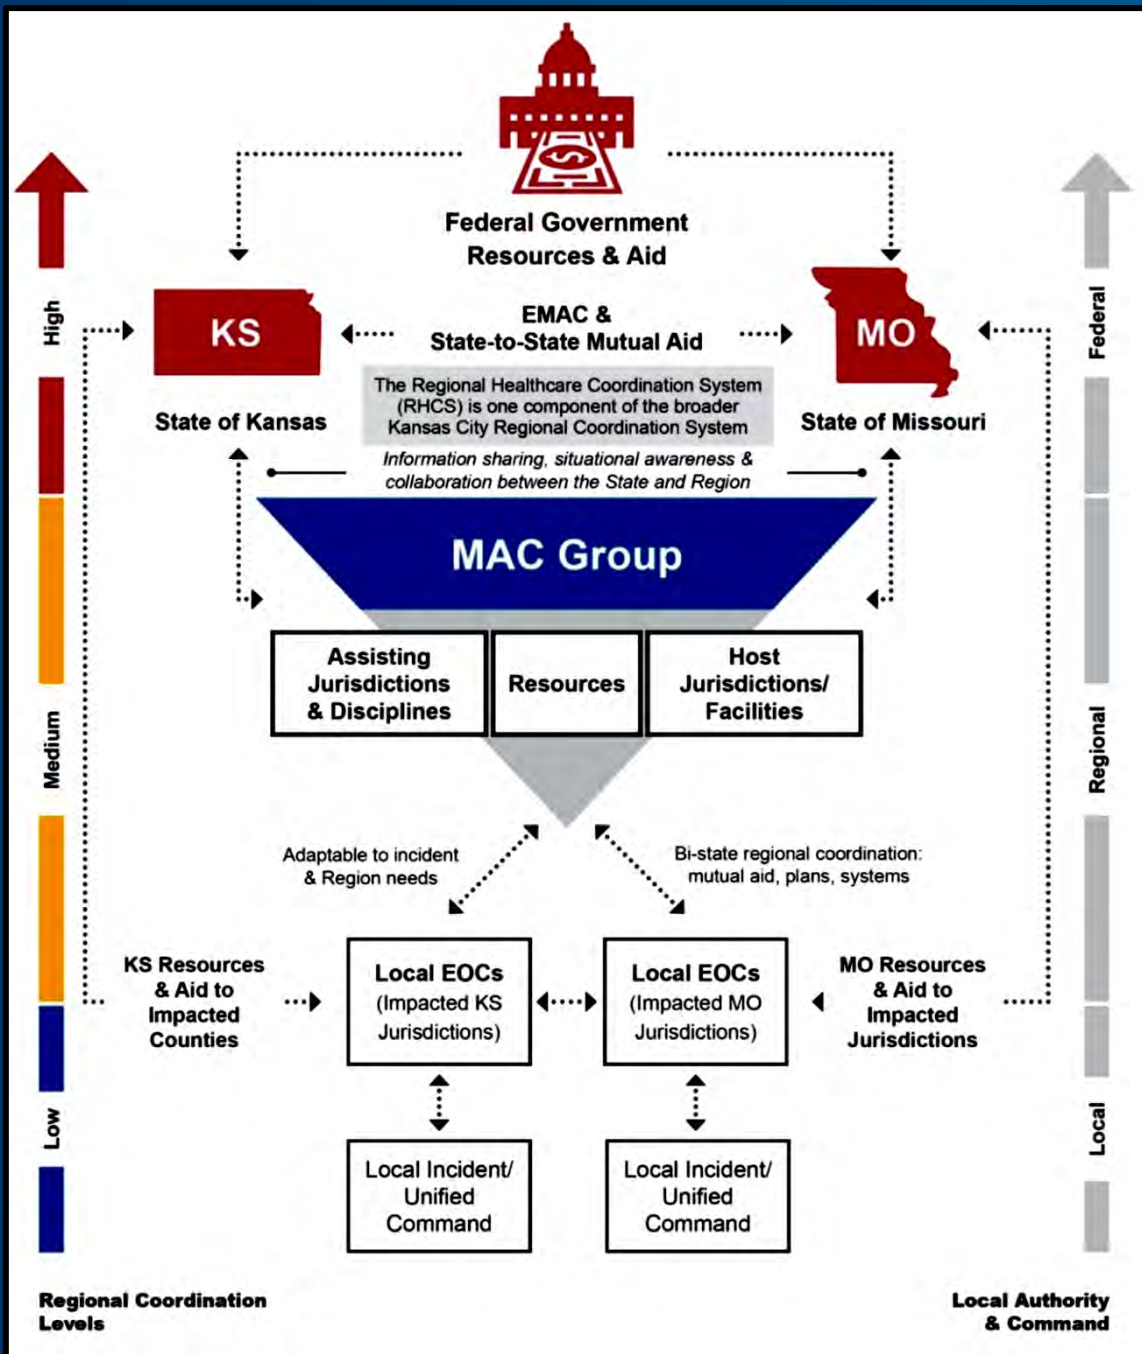 Federal Government
Resources & Aid
High
Federal
KS
EMAC &
State-to-State Mutual Aid
MO
The Regional Healthcare Coordination System
(RHCS) is one component of the broader
Kansas City Regional Coordination System
State of Kansas
State of Missouri
Information sharing, situational awareness &
collaboration between the State and Region
MAC Group
Assisting
Jurisdictions
& Disciplines
Resources
Host
Jurisdictions/
Facilities
Medium
Regional
Adaptable to incident
& Region needs
Bi-state regional coordination:
mutual aid, plans, systems
KS Resources
& Aid to
Impacted
Counties
Local EOCs
(Impacted KS
Jurisdictions)
Local EOCs
(Impacted MO
Jurisdictions)
MO Resources
& Aid to
Impacted
Jurisdictions
Low
Local
Local Incident/
Unified
Command
Local Incident/
Unified
Command
Regional Coordination
Levels
Local Authority
& Command